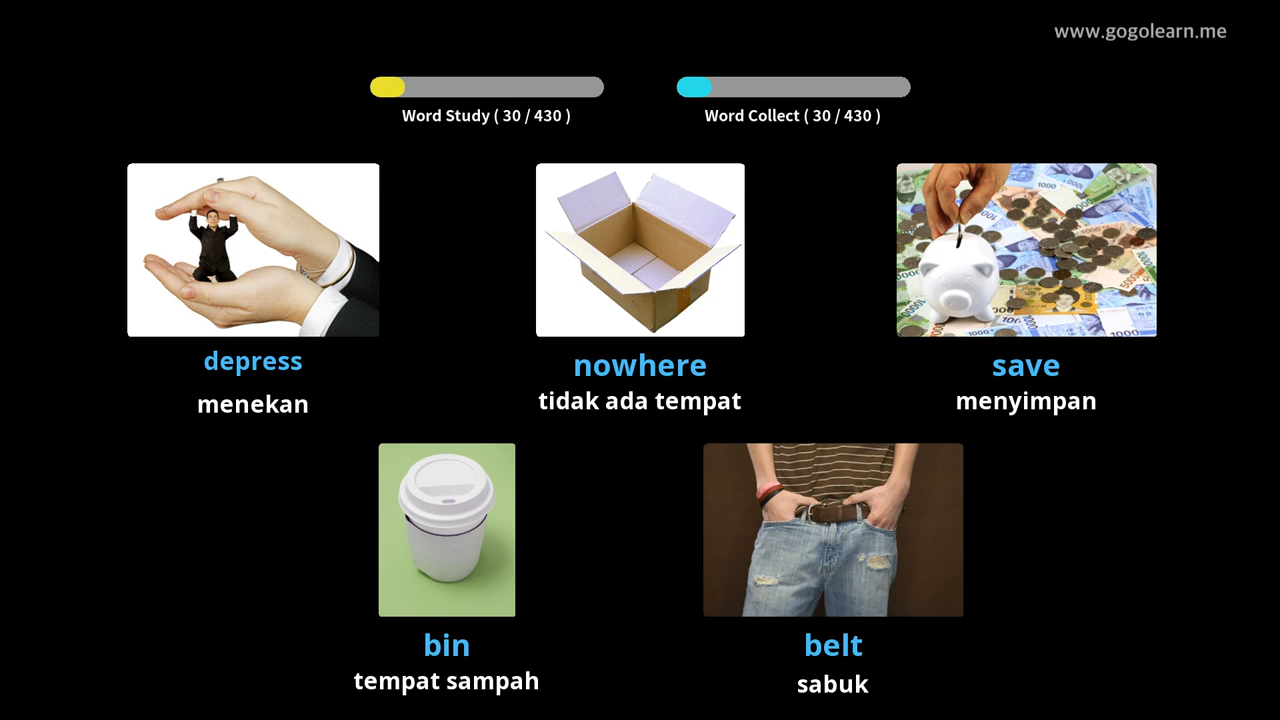 www.gogolearn.me
Word Study ( 30 / 430 )
Word Collect ( 30 / 430 )
depress
menekan
nowhere
tidak ada tempat
save
menyimpan
bin
tempat sampah
belt
sabuk